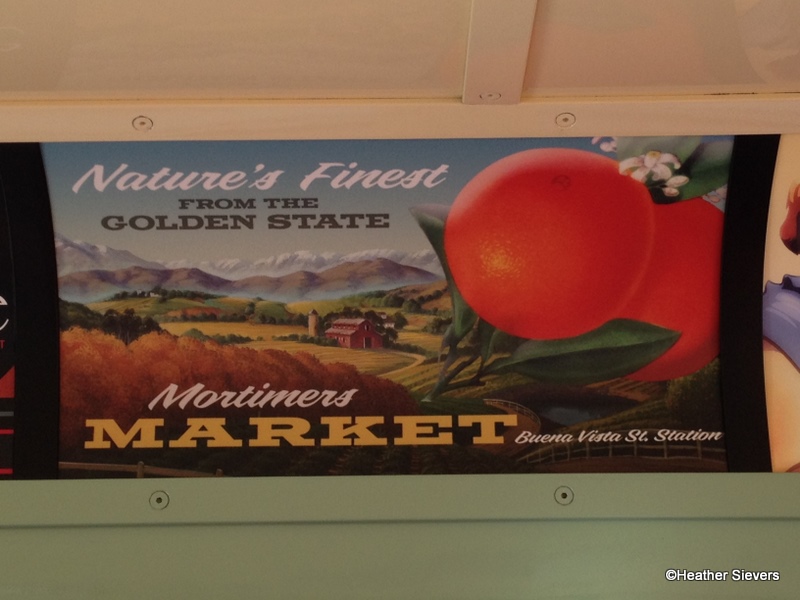 Nature's Finest
FROM THE
GOLDEN STATE
Mortimers
MARKET
Buena Vista St. Station
©Heather Sievers